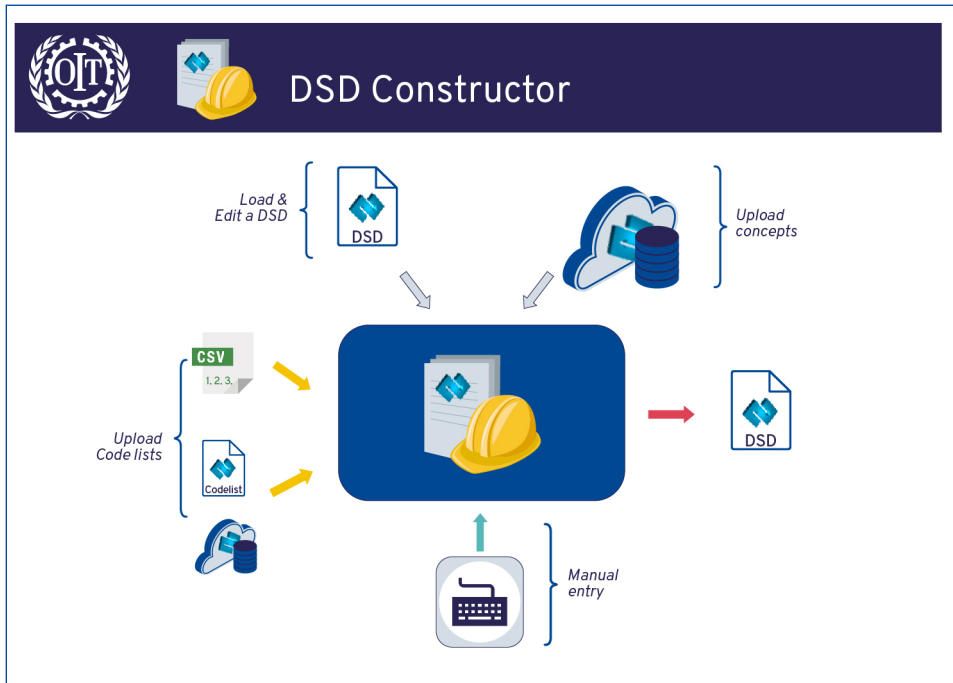 OIT
DSD Constructor
Load &
Edit a DSD
DSD
Upload
concepts
CSV
1, 2, 3,
Upload
Code lists
Codelist
DSD
Manual
entry